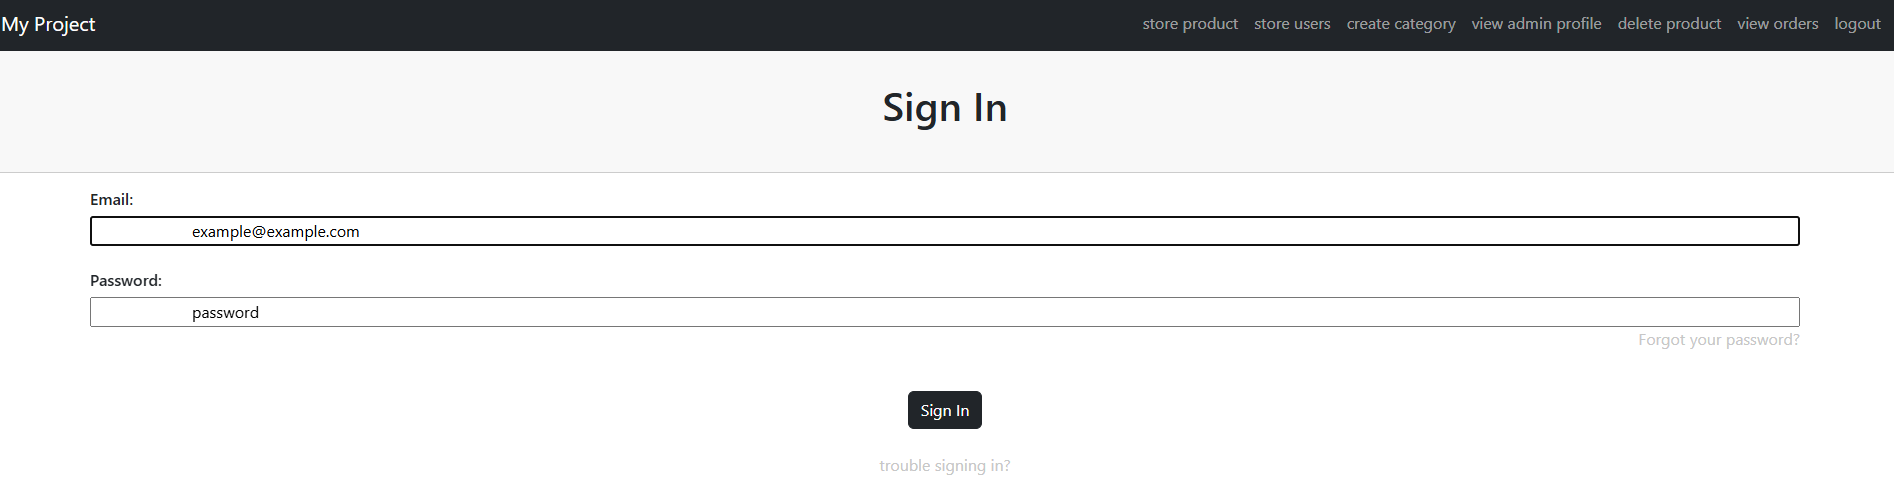 My Project store product store users create category view admin profile delete product view orders logout
Sign In
Email:
example@example.com
Password:
password
Forgot your password?
Sign In
trouble signing in?